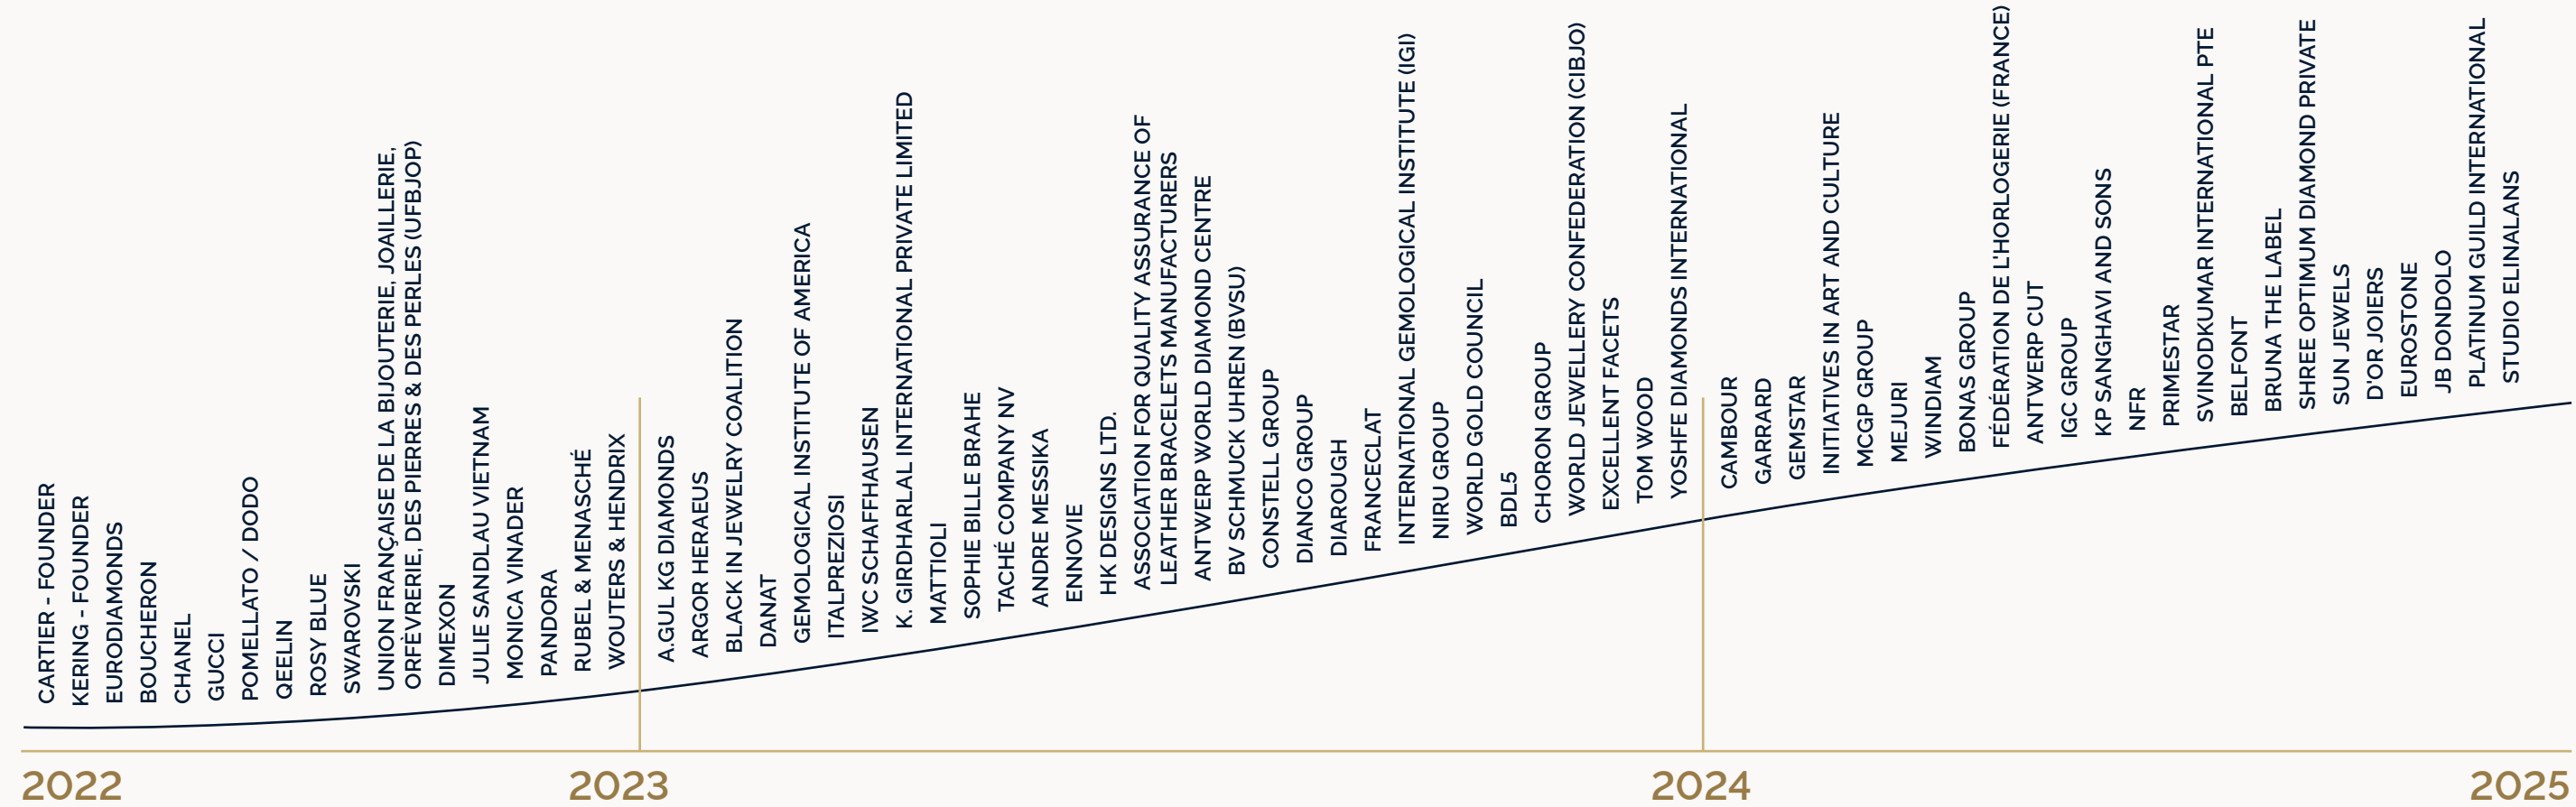 CARTIER - FOUNDER
KERING - FOUNDER
EURODIAMONDS
BOUCHERON
CHANEL
GUCCI
POMELLATO / DODO
QEELIN
ROSY BLUE
SWAROVSKI
UNION FRANÇAISE DE LA BIJOUTERIE, JOAILLERIE,
ORFÈVRERIE, DES PIERRES & DES PERLES (UFBJOP)
DIMEXON
JULIE SANDLAU VIETNAM
MONICA VINADER
PANDORA
RUBEL & MENASCHÉ
WOUTERS & HENDRIX
A.GUL KG DIAMONDS
ARGOR HERAEUS
BLACK IN JEWELRY COALITION
DANAT
GEMOLOGICAL INSTITUTE OF AMERICA
ITALPREZIOSI
IWC SCHAFFHAUSEN
K. GIRDHARLAL INTERNATIONAL PRIVATE LIMITED
MATTIOLI
SOPHIE BILLE BRAHE
TACHÉ COMPANY NV
ANDRE MESSIKA
ENNOVIE
HK DESIGNS LTD.
ASSOCIATION FOR QUALITY ASSURANCE OF
LEATHER BRACELETS MANUFACTURERS
ANTWERP WORLD DIAMOND CENTRE
BV SCHMUCK UHREN (BVSU)
CONSTELL GROUP
DIANCO GROUP
DIAROUGH
FRANCECLAT
INTERNATIONAL GEMOLOGICAL INSTITUTE (IGI)
NIRU GROUP
WORLD GOLD COUNCIL
BDL5
CHORON GROUP
WORLD JEWELLERY CONFEDERATION (CIBJO)
EXCELLENT FACETS
TOM WOOD
YOSHFE DIAMONDS INTERNATIONAL
CAMBOUR
GARRARD
GEMSTAR
INITIATIVES IN ART AND CULTURE
MCGP GROUP
MEJURI
WINDIAM
BONAS GROUP
FÉDÉRATION DE L'HORLOGERIE (FRANCE)
ANTWERP CUT
IGC GROUP
KP SANGHAVI AND SONS
NFR
PRIMESTAR
SVINODKUMAR INTERNATIONAL PTE
BELFONT
BRUNA THE LABEL
SHREE OPTIMUM DIAMOND PRIVATE
SUN JEWELS
D'OR JOIERS
EUROSTONE
JB DONDOLO
PLATINUM GUILD INTERNATIONAL
STUDIO ELINALANS
2022
2023
2024
2025